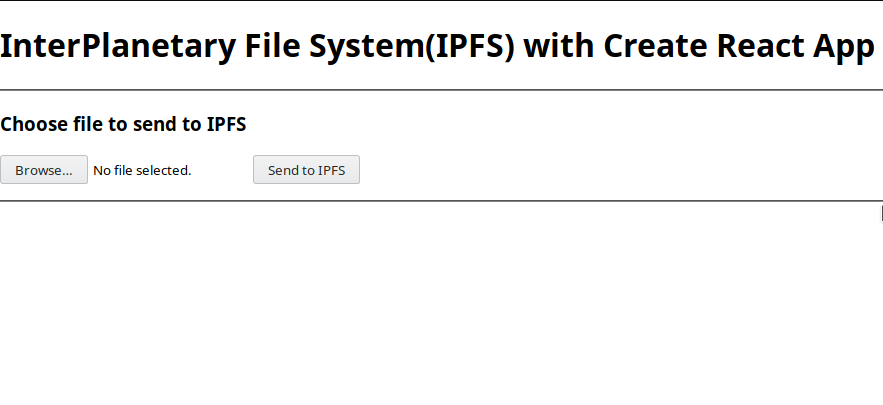 InterPlanetary File System(IPFS) with Create React App
Choose file to send to IPFS
Browse... No file selected. Send to IPFS